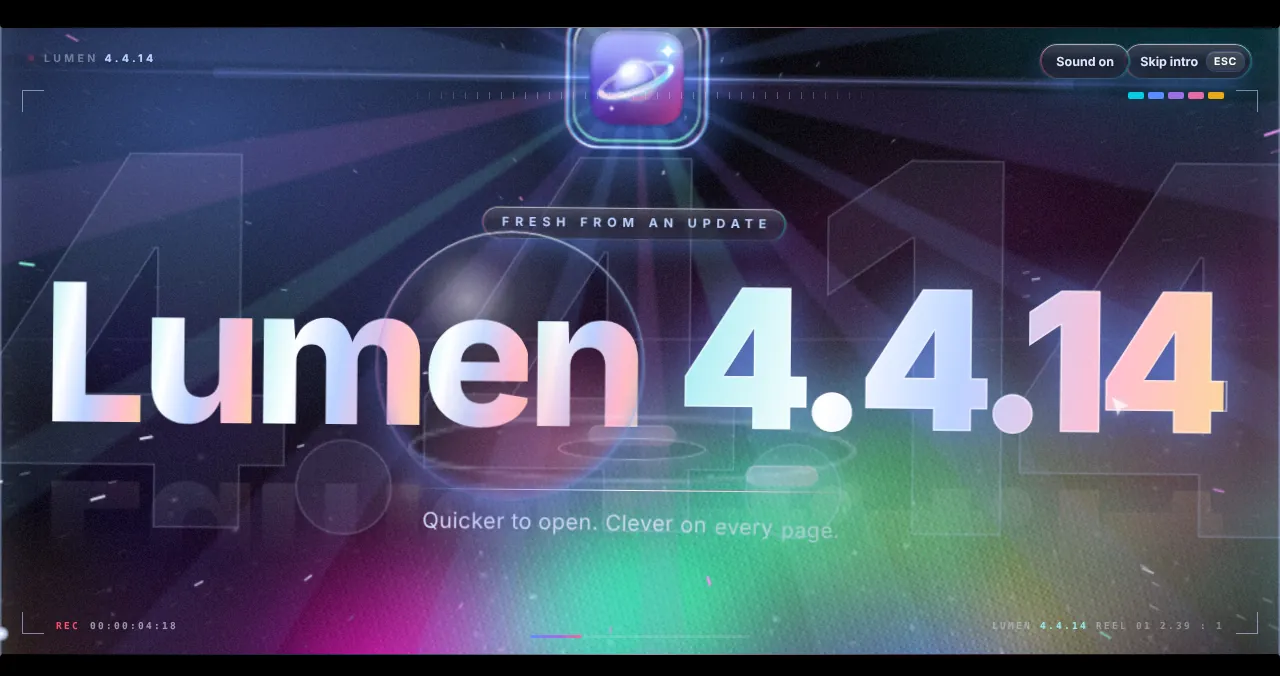 LUMEN 4.4.14
Sound on
Skip intro ESC
FRESH FROM AN UPDATE
Lumen 4.4.14
Quicker to open. Clever on every page.
REC 00:00:04:18
LUMEN 4.4.14 REEL 01 2.39 : 1